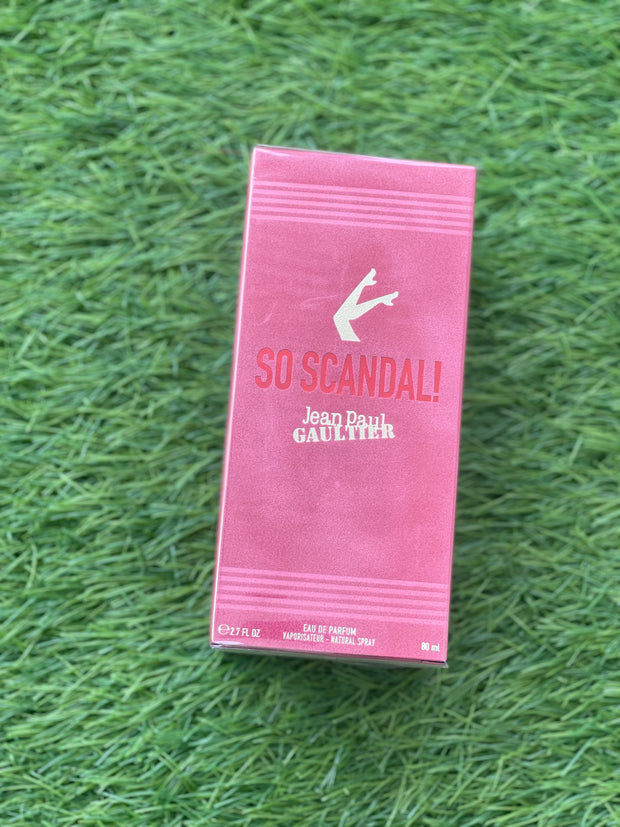 SO SCANDAL!
Jean Paul
GAULTIER
℮ 2.7 FL OZ
EAU DE PARFUM
VAPORISATEUR - NATURAL SPRAY
80 ml